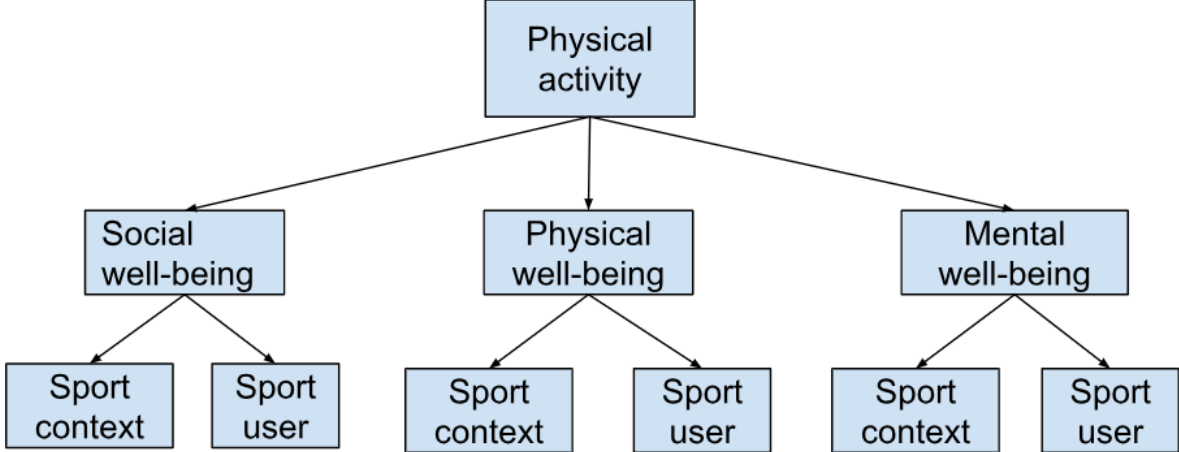 Physical
activity
Social
well-being
Physical
well-being
Mental
well-being
Sport
context
Sport
user
Sport
context
Sport
user
Sport
context
Sport
user